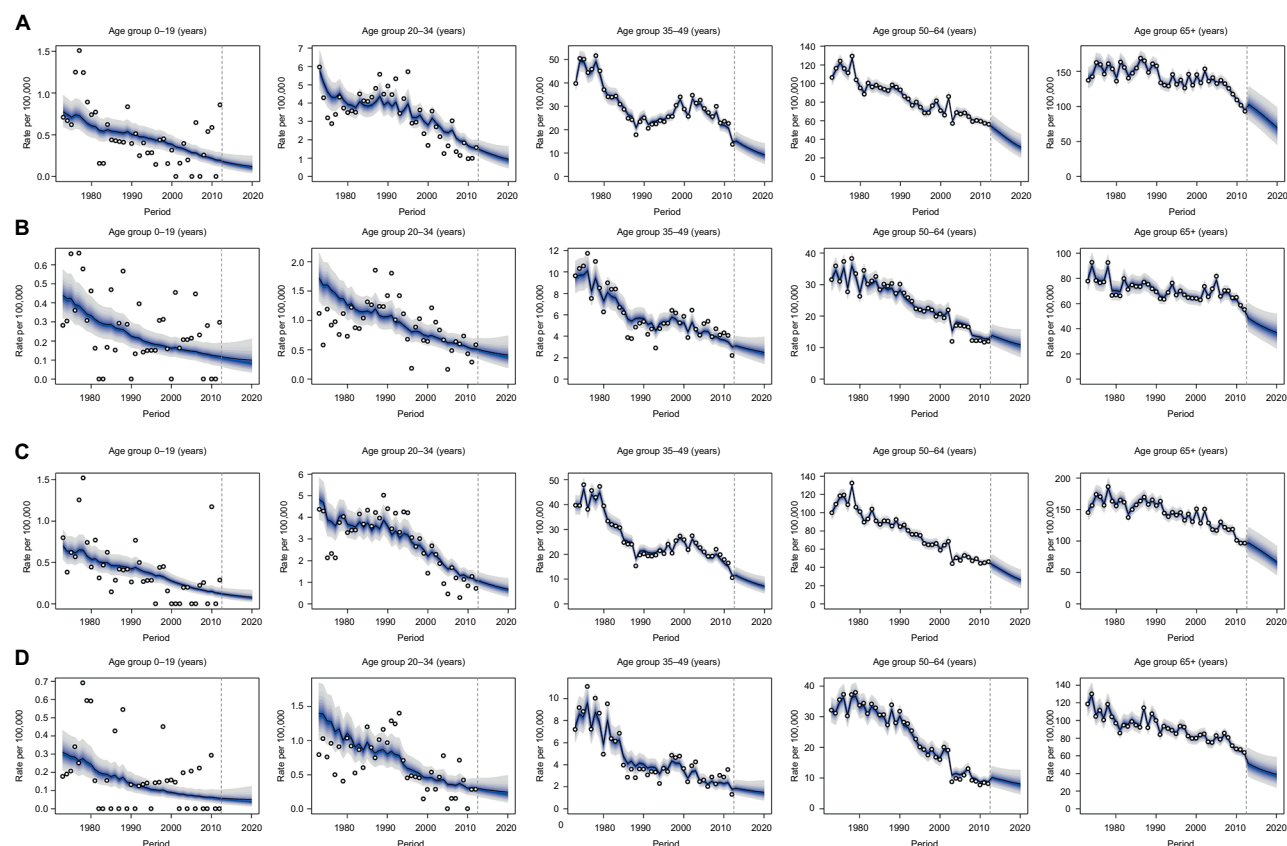 A
Age group 0–19 (years) Age group 20–34 (years) Age group 35–49 (years) Age group 50–64 (years) Age group 65+ (years)
Rate per 100,000 Rate per 100,000 Rate per 100,000 Rate per 100,000 Rate per 100,000
1.5 1.0 0.5 0.0
7 6 5 4 3 2 1 0
50 40 30 20 10 0
140 120 100 80 60 40 20 0
150 100 50 0
1980 1990 2000 2010 2020 1980 1990 2000 2010 2020 1980 1990 2000 2010 2020 1980 1990 2000 2010 2020 1980 1990 2000 2010 2020
Period Period Period Period Period
B
Age group 0–19 (years) Age group 20–34 (years) Age group 35–49 (years) Age group 50–64 (years) Age group 65+ (years)
Rate per 100,000 Rate per 100,000 Rate per 100,000 Rate per 100,000 Rate per 100,000
0.6 0.5 0.4 0.3 0.2 0.1 0.0
2.0 1.5 1.0 0.5 0.0
12 10 8 6 4 2 0
40 30 20 10 0
100 80 60 40 20 0
1980 1990 2000 2010 2020 1980 1990 2000 2010 2020 1980 1990 2000 2010 2020 1980 1990 2000 2010 2020 1980 1990 2000 2010 2020
Period Period Period Period Period
C
Age group 0–19 (years) Age group 20–34 (years) Age group 35–49 (years) Age group 50–64 (years) Age group 65+ (years)
Rate per 100,000 Rate per 100,000 Rate per 100,000 Rate per 100,000 Rate per 100,000
1.5 1.0 0.5 0.0
6 5 4 3 2 1 0
50 40 30 20 10 0
140 120 100 80 60 40 20 0
200 150 100 50 0
1980 1990 2000 2010 2020 1980 1990 2000 2010 2020 1980 1990 2000 2010 2020 1980 1990 2000 2010 2020 1980 1990 2000 2010 2020
Period Period Period Period Period
D
Age group 0–19 (years) Age group 20–34 (years) Age group 35–49 (years) Age group 50–64 (years) Age group 65+ (years)
Rate per 100,000 Rate per 100,000 Rate per 100,000 Rate per 100,000 Rate per 100,000
0.7 0.6 0.5 0.4 0.3 0.2 0.1 0.0
1.5 1.0 0.5 0.0
10 8 6 4 2 0 0
40 30 20 10 0
140 120 100 80 60 40 20 0
1980 1990 2000 2010 2020 1980 1990 2000 2010 2020 1980 1990 2000 2010 2020 1980 1990 2000 2010 2020 1980 1990 2000 2010 2020
Period Period Period Period Period